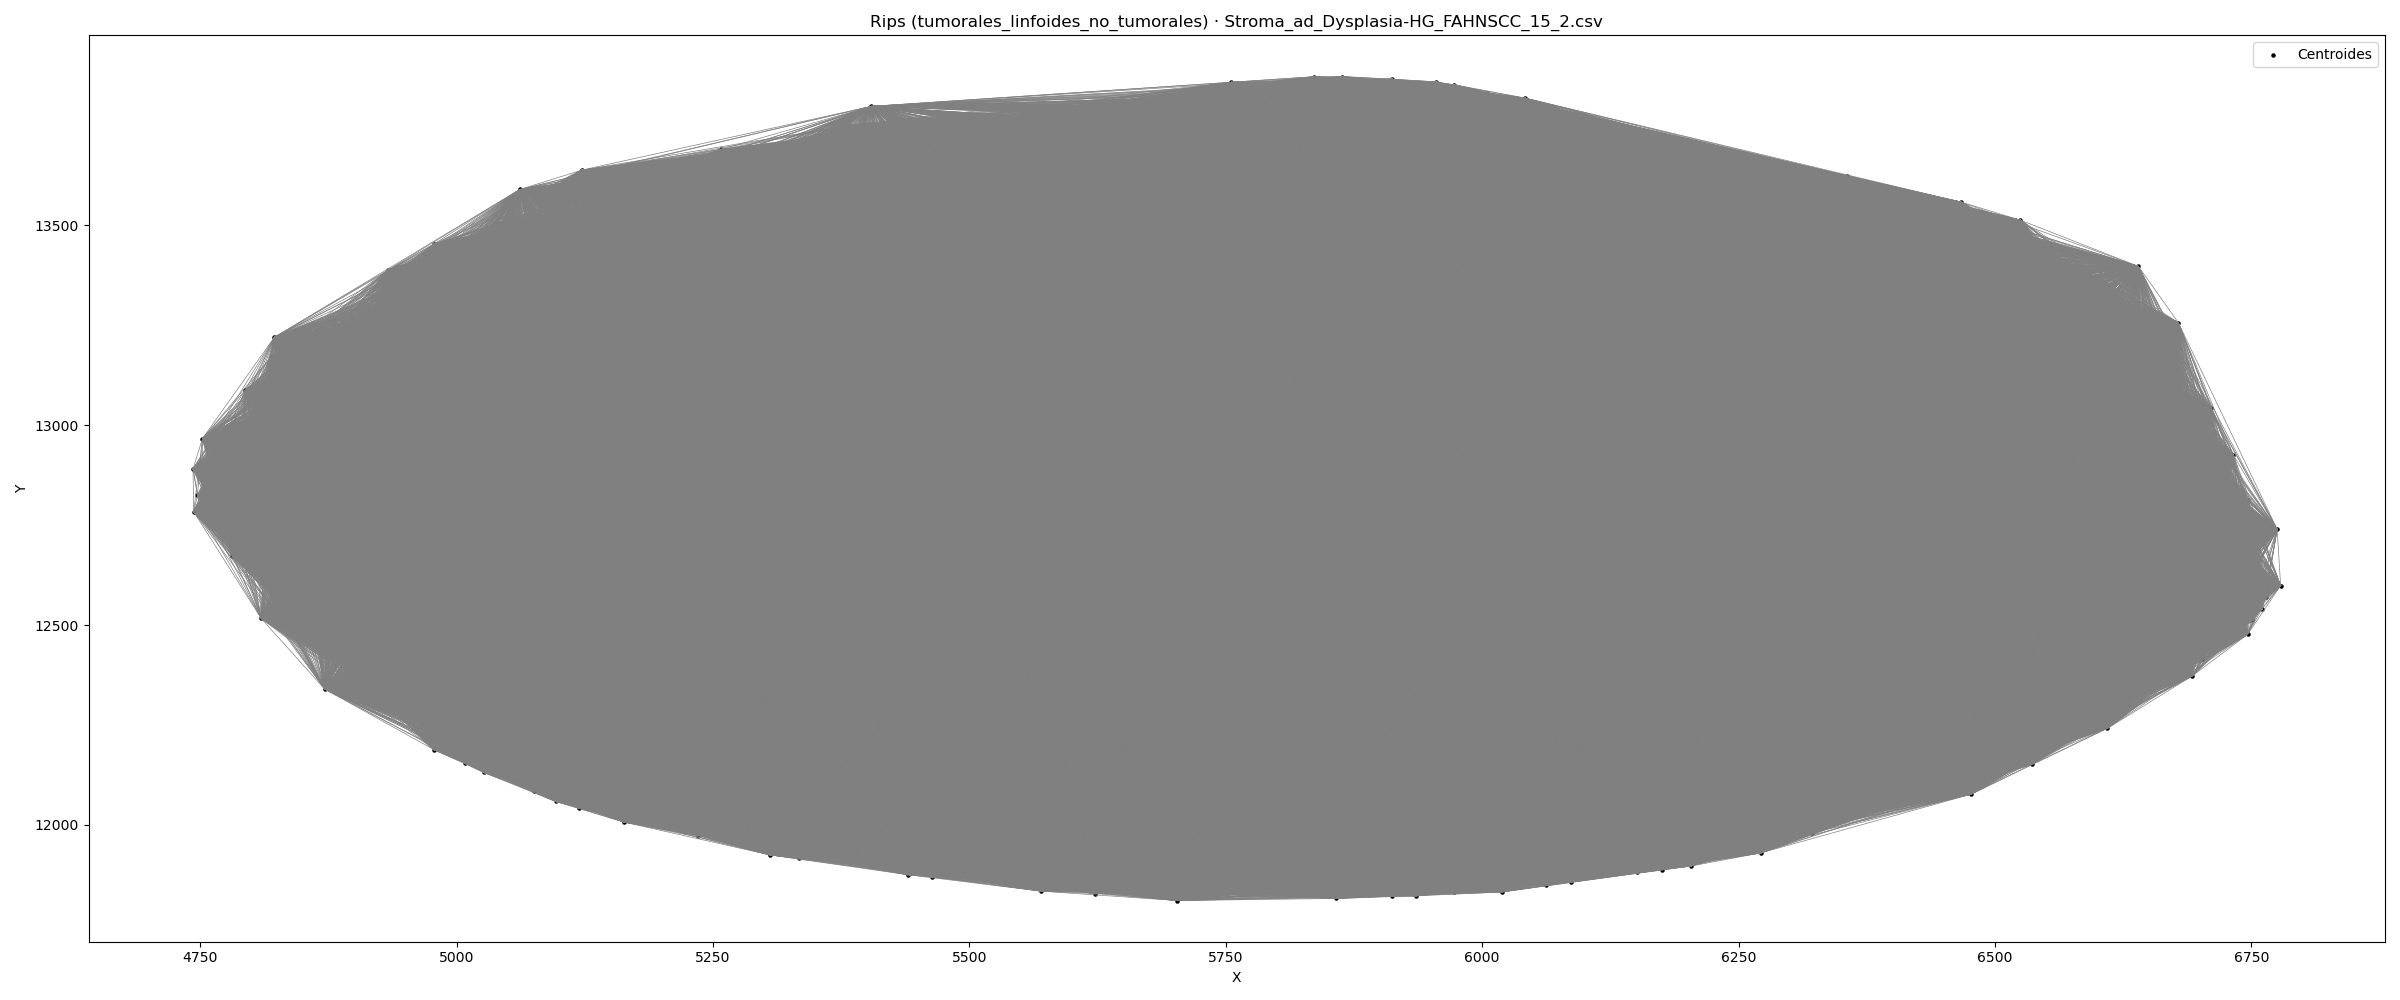 Rips (tumorales_linfoides_no_tumorales) · Stroma_ad_Dysplasia-HG_FAHNSCC_15_2.csv
Centroides
13500
13000
12500
12000
Y
4750 5000 5250 5500 5750 6000 6250 6500 6750
X